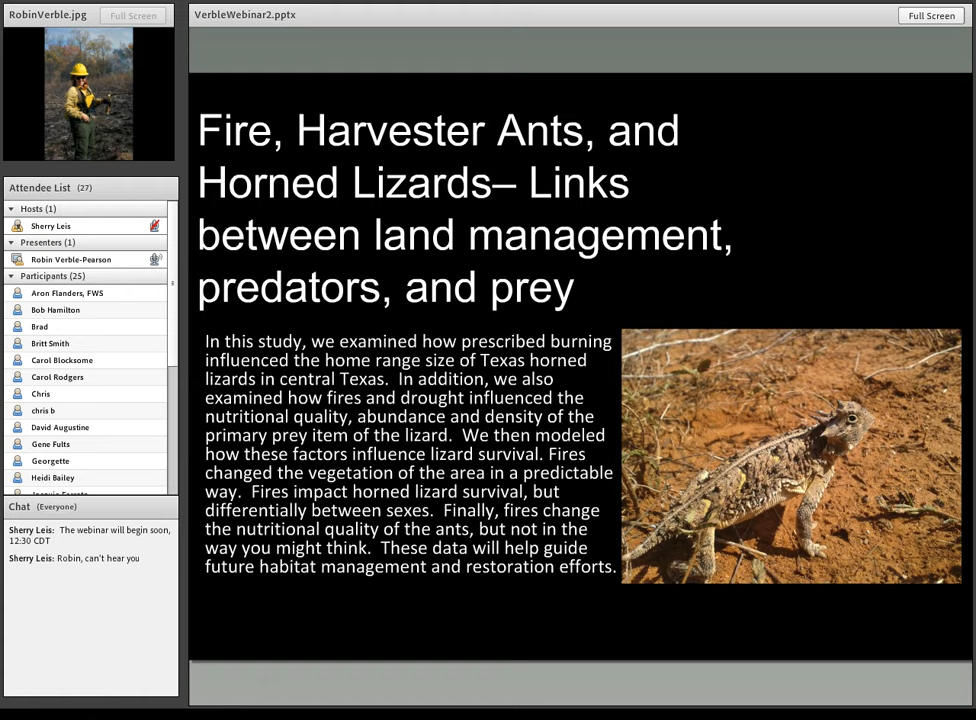 RobinVerble.jpg
Full Screen
VerbleWebinar2.pptx
Full Screen
Attendee List (27)
Hosts (1)
Sherry Leis
Presenters (1)
Robin Verble-Pearson
Participants (25)
Aron Flanders, FWS
Bob Hamilton
Brad
Britt Smith
Carol Blocksome
Carol Rodgers
Chris
chris b
David Augustine
Gene Fults
Georgette
Heidi Bailey
Chat (Everyone)
Sherry Leis: The webinar will begin soon,
12:30 CDT
Sherry Leis: Robin, can't hear you
Fire, Harvester Ants, and
Horned Lizards– Links
between land management,
predators, and prey
In this study, we examined how prescribed burning
influenced the home range size of Texas horned
lizards in central Texas.  In addition, we also
examined how fires and drought influenced the
nutritional quality, abundance and density of the
primary prey item of the lizard.  We then modeled
how these factors influence lizard survival. Fires
changed the vegetation of the area in a predictable
way.  Fires impact horned lizard survival, but
differentially between sexes.  Finally, fires change
the nutritional quality of the ants, but not in the
way you might think.  These data will help guide
future habitat management and restoration efforts.